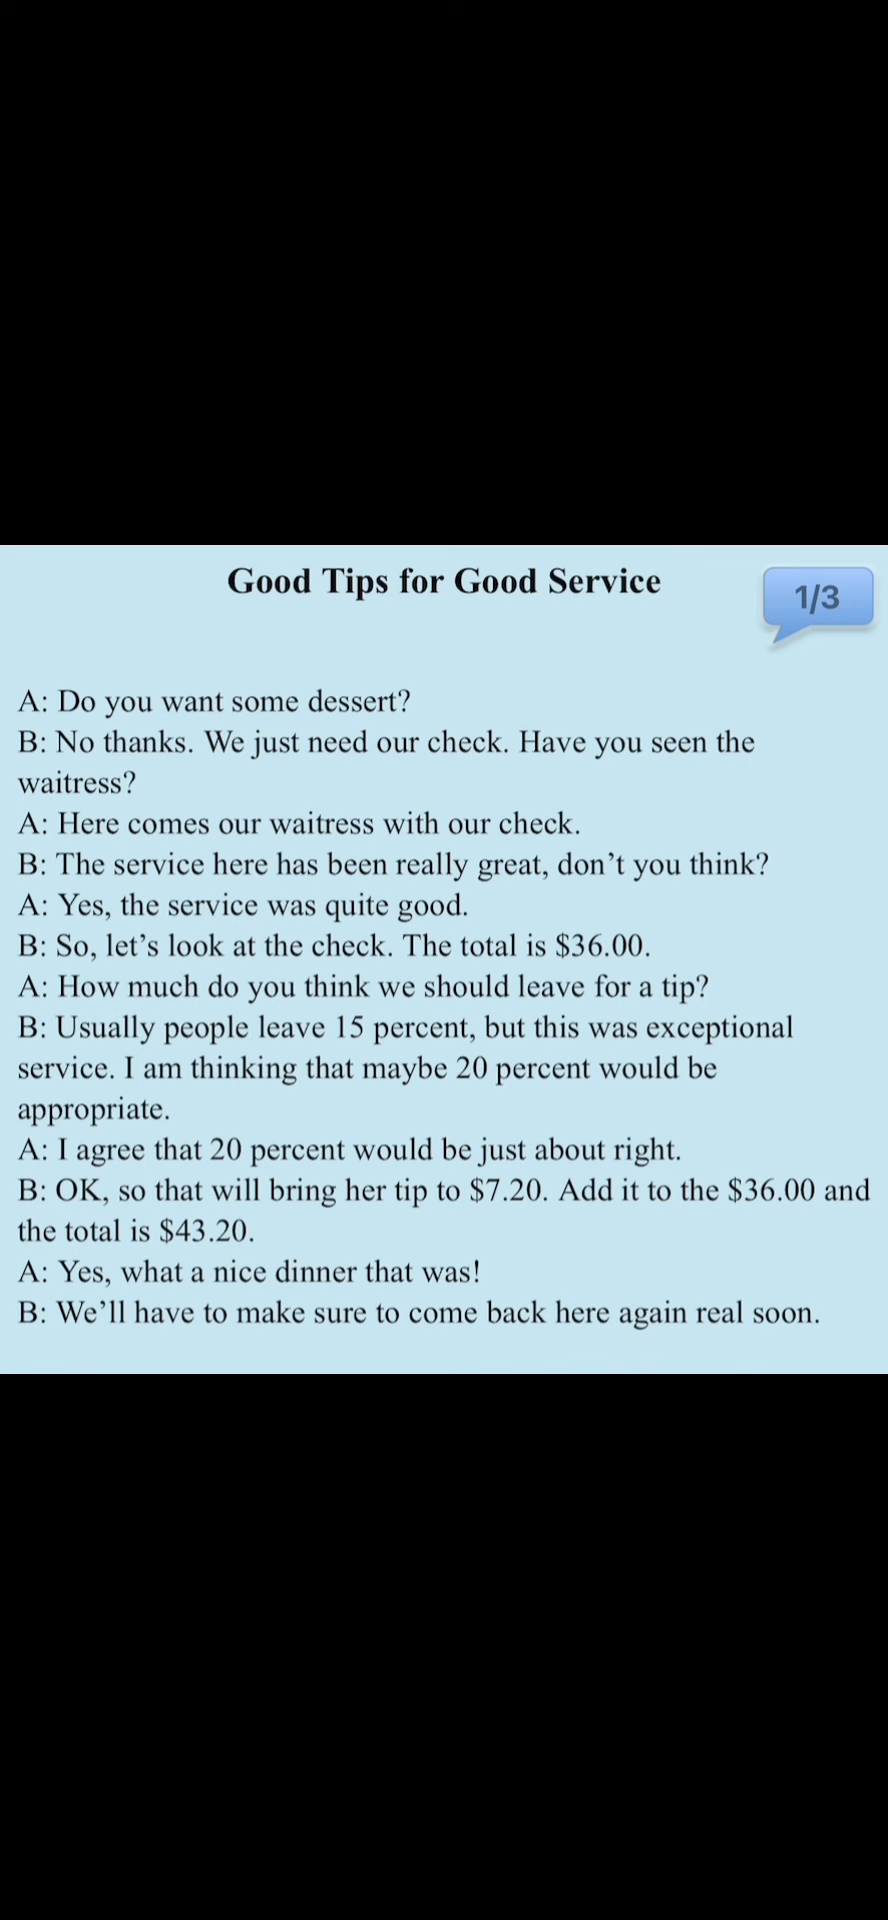 Good Tips for Good Service
1/3
A: Do you want some dessert?
B: No thanks. We just need our check. Have you seen the
waitress?
A: Here comes our waitress with our check.
B: The service here has been really great, don’t you think?
A: Yes, the service was quite good.
B: So, let’s look at the check. The total is $36.00.
A: How much do you think we should leave for a tip?
B: Usually people leave 15 percent, but this was exceptional
service. I am thinking that maybe 20 percent would be
appropriate.
A: I agree that 20 percent would be just about right.
B: OK, so that will bring her tip to $7.20. Add it to the $36.00 and
the total is $43.20.
A: Yes, what a nice dinner that was!
B: We’ll have to make sure to come back here again real soon.